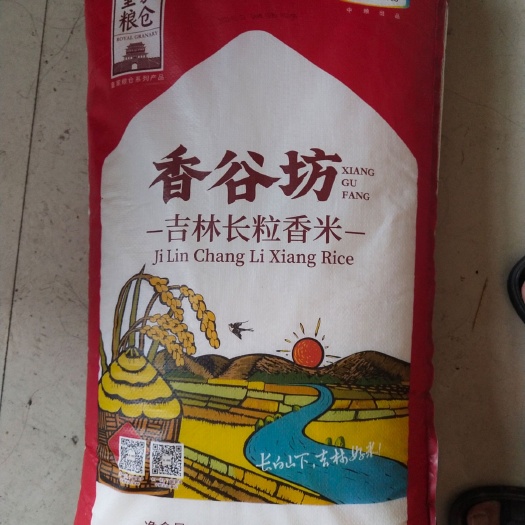 粮仓
ROYAL GRANARY
香谷坊
XIANG
GU
FANG
吉林长粒香米
Ji Lin Chang Li Xiang Rice
长白山下,吉林好米!